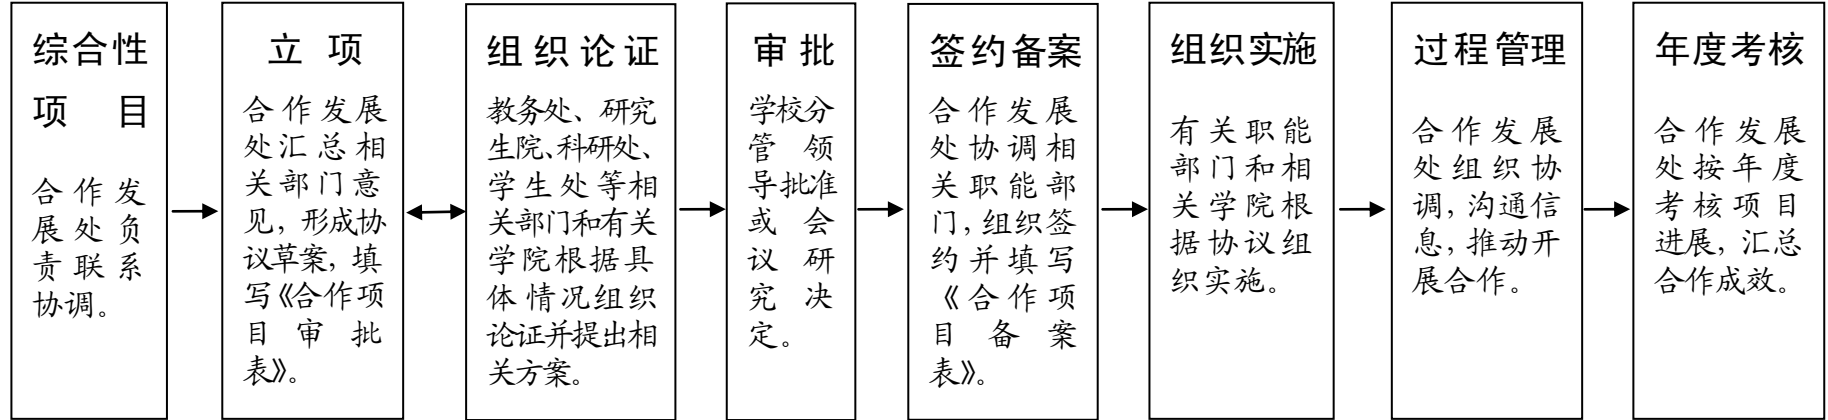 综合性
项目
合作发
展处负
责联系
协调。
立项
合作发展
处汇总相
关部门意
见，形成协
议草案，填
写《合作项
目审批
表》。
组织论证
教务处、研究
生院、科研处、
学生处等相
关部门和有关
学院根据具
体情况组织
论证并提出相
关方案。
审批
学校分
管领
导批准
或会
议研
究决
定。
签约备案
合作发展
处协调相
关职能部
门，组织签
约并填写
《合作项
目备案
表》。
组织实施
有关职能
部门和相
关学院根
据协议组
织实施。
过程管理
合作发展
处组织协
调，沟通信
息，推动开
展合作。
年度考核
合作发展
处按年度
考核项目
进展，汇总
合作成效。